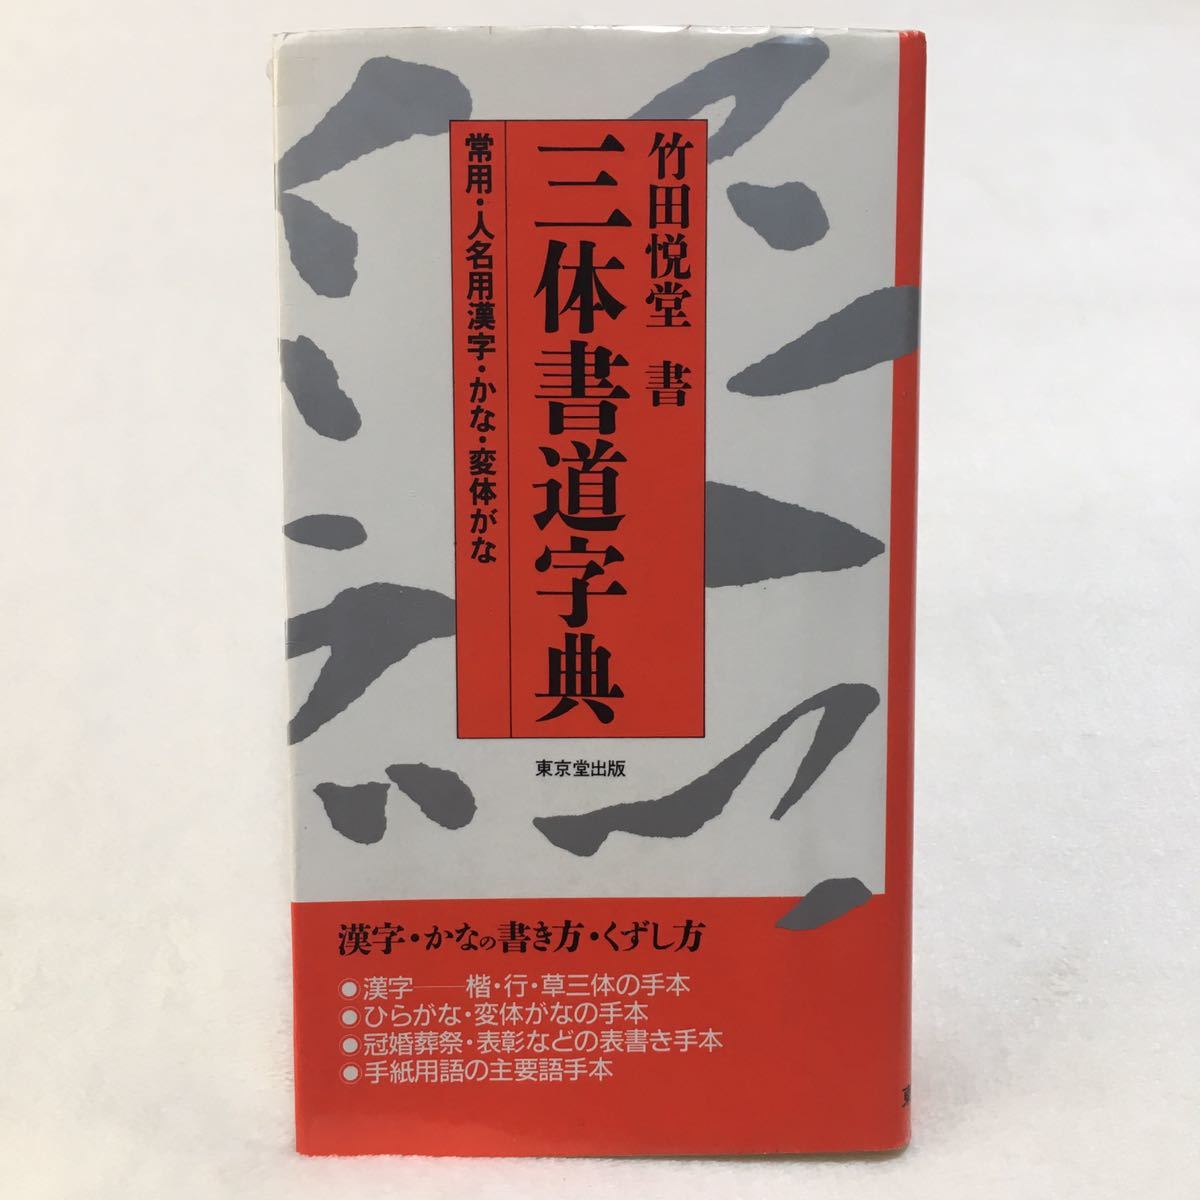 竹田悦堂 書
三体書道字典
常用・人名用漢字・かな・変体がな
東京堂出版
漢字・かなの書き方・くずし方
◉漢字――楷・行・草三体の手本
◉ひらがな・変体がなの手本
◉冠婚葬祭・表彰などの表書き手本
◉手紙用語の主要語手本